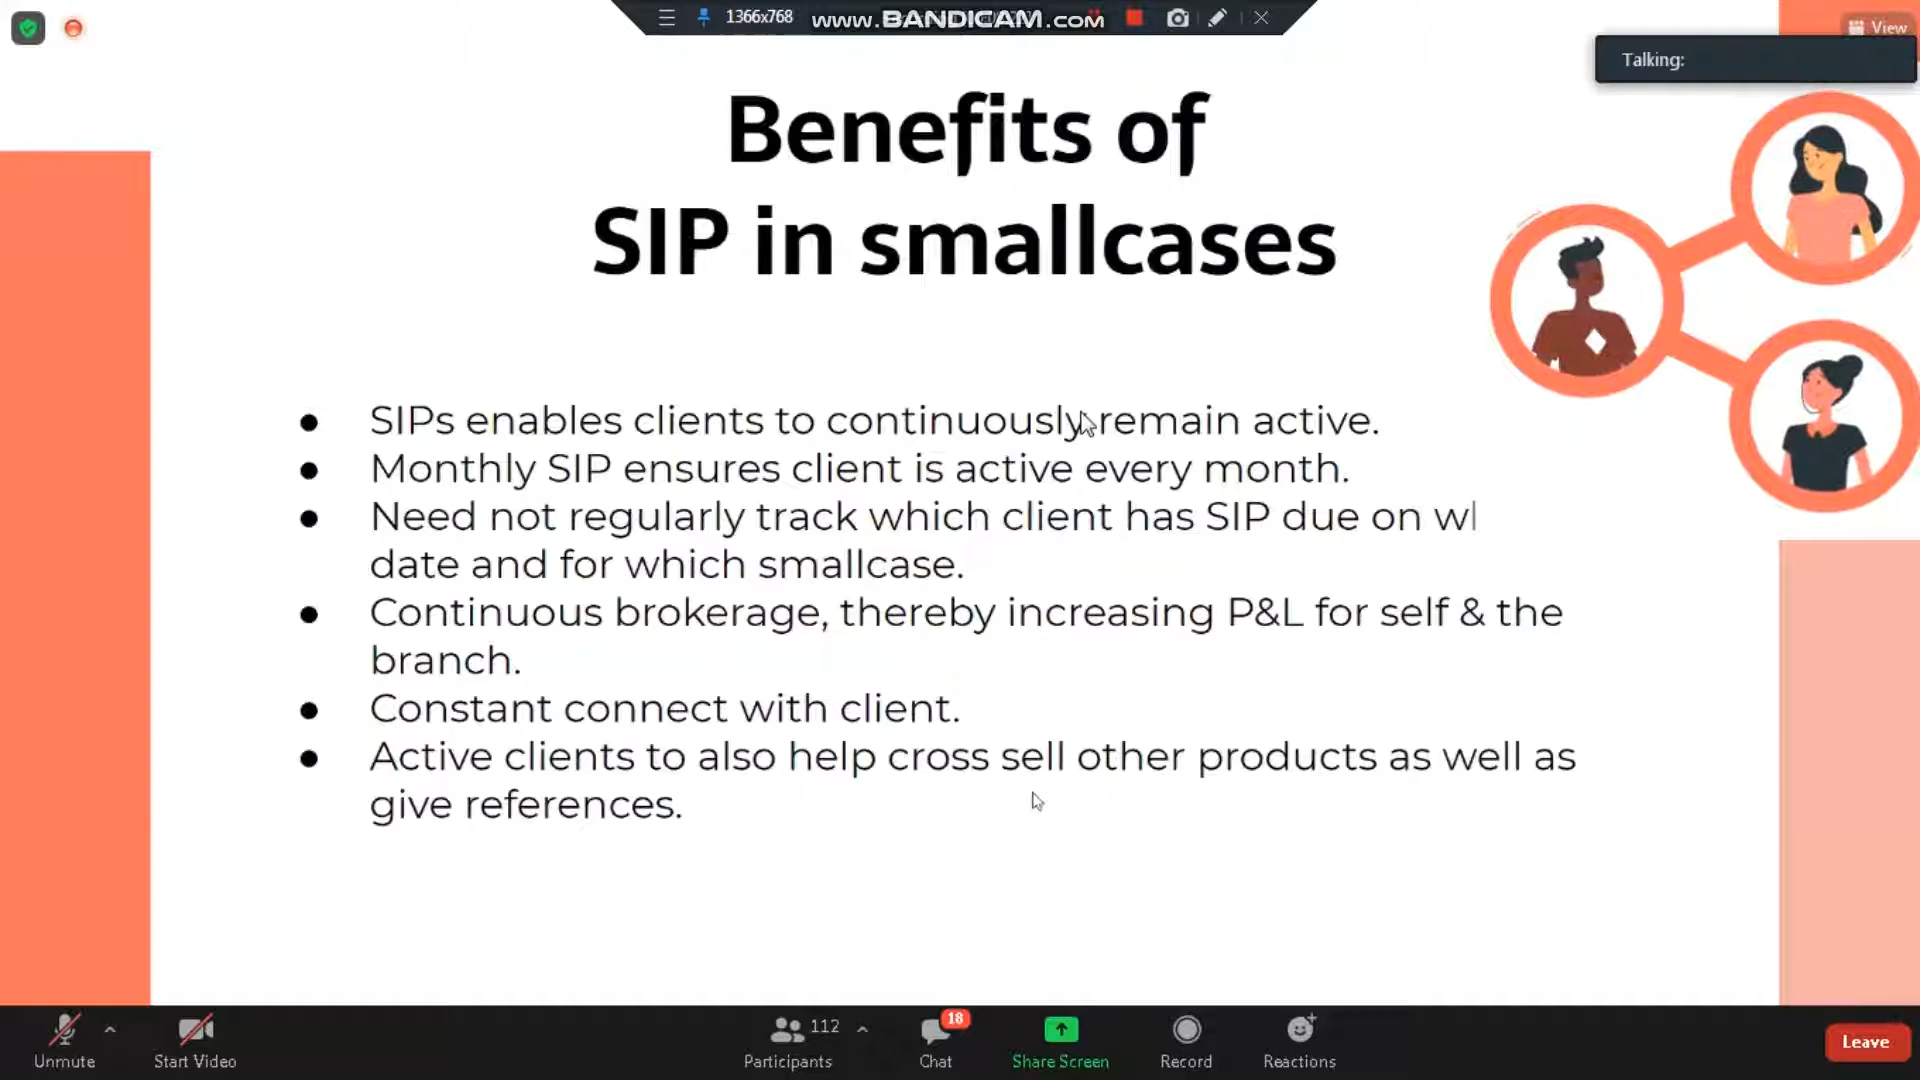 1366x768
www.BANDICAM.com
View
Talking:
Benefits of
SIP in smallcases
● SIPs enables clients to continuously remain active.
● Monthly SIP ensures client is active every month.
● Need not regularly track which client has SIP due on
date and for which smallcase.
● Continuous brokerage, thereby increasing P&L for self & the
branch.
● Constant connect with client.
● Active clients to also help cross sell other products as well as
give references.
112
18
Unmute
Start Video
Participants
Chat
Share Screen
Record
Reactions
Leave